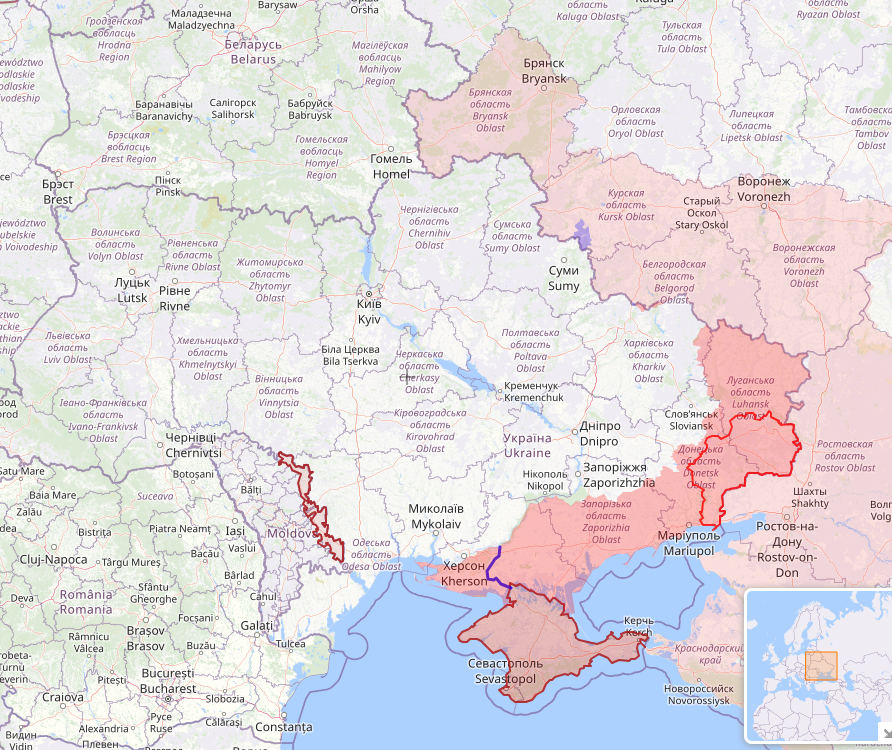 Гродзенская
вобласць
Hrodna
Region
Маладзечна
Maladzyechna
Barysaw
Orsha
Kaluga Oblast
Тульская
область
Tula Oblast
Ryazan Oblast
Беларусь
Belarus
Магілёўская
вобласць
Mahilyow
Region
Брянск
Bryansk
Баранавічы
Baranavichy
Салігорск
Salihorsk
Бабруйск
Babruysk
Брянская
область
Bryansk
Oblast
Орловская
область
Oryol Oblast
Липецкая
область
Lipetsk Oblast
Тамбовска
область
Tambov
Oblast
Брэсцкая
вобласць
Brest Region
Гомельская
вобласць
Homyel
Region
Гомель
Homel
Брэст
Brest
Пінск
Pinsk
Курская
область
Kursk Oblast
Старый
Оскол
Stary Oskol
Воронеж
Voronezh
Чернігівська
область
Chernihiv
Oblast
Сумська
область
Sumy Oblast
Волинська
область
Volyn Oblast
Рівненська
область
Rivne Oblast
Житомирська
область
Zhytomyr
Oblast
Белгородская
область
Belgorod
Oblast
Воронежская
область
Voronezh
Oblast
Луцьк
Lutsk
Рівне
Rivne
Суми
Sumy
Київ
Kyiv
Львівська
область
Lviv Oblast
Хмельницька
область
Khmelnytskyi
Oblast
Біла Церква
Bila Tserkva
Черкаська
область
Cherkasy
Oblast
Полтавська
область
Poltava
Oblast
Харківська
область
Kharkiv
Oblast
Вінницька
область
Vinnytsia
Oblast
Кременчук
Kremenchuk
Луганська
область
Luhansk
Oblast
Івано-Франківська
область
Ivano-Frankivsk
Oblast
Кіровоградська
область
Kirovohrad
Oblast
Слов'янськ
Sloviansk
Чернівці
Chernivtsi
Україна
Ukraine
Дніпро
Dnipro
Донецька
область
Donetsk
Oblast
Ростовская
область
Rostov Oblast
Satu Mare
Botoșani
Bălți
Нікополь
Nikopol
Запоріжжя
Zaporizhzhia
Baia Mare
Suceava
Zalău
Шахты
Shakhty
Миколаїв
Mykolaiv
Запорізька
область
Zaporizhia
Oblast
Bistrița
Piatra Neamț
Iași
Vaslui
Moldova
Одеська
область
Odesa Oblast
Маріуполь
Mariupol
Ростов-на-
Дону
Rostov-on-
Don
Cluj-Napoca
Târgu Mureș
Bacău
Херсон
Kherson
Bârlad
România
Romania
Sfântu
Gheorghe
Cahul
Brașov
Brașov
Focșani
Galați
Керчь
Kerch
Râmnicu
Vâlcea
Buzău
Tulcea
Краснодарский
край
Севастополь
Sevastopol
Pitești
București
Bucharest
Новороссийск
Novorossiysk
Craiova
Slobozia
Călărași
Русе
Ruse
Alexandria
Constanța
Видин
Vidin
Плевен